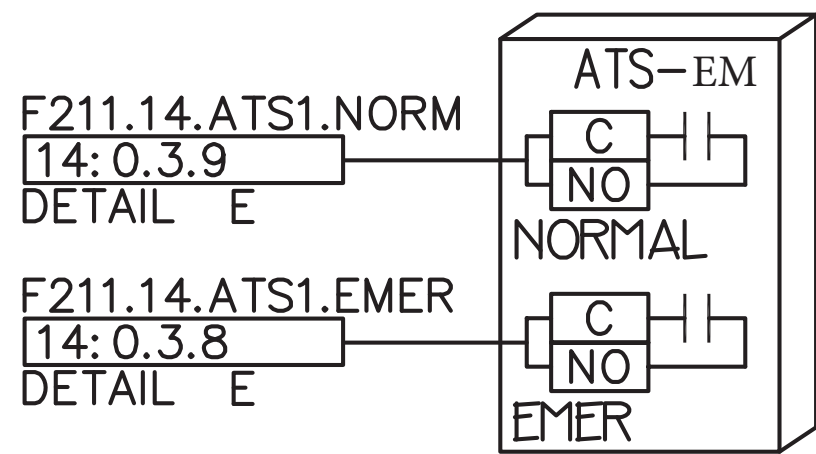 ATS-EM
F211.14.ATS1.NORM
14: 0.3.9
DETAIL E
C
NO
NORMAL
F211.14.ATS1.EMER
14: 0.3.8
DETAIL E
C
NO
EMER